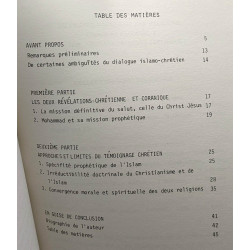 TABLE DES MATIÈRES
AVANT PROPOS 5
Remarques préliminaires 13
De certaines ambiguïtés du dialogue islamo-chrétien 14
PREMIÈRE PARTIE
LES DEUX RÉVÉLATIONS-CHRÉTIENNE ET CORANIQUE 17
1. La mission définitive du salut, celle du Christ Jésus 17
2. Mohammad et sa mission prophétique 19
DEUXIÈME PARTIE
APPROCHES ET LIMITES DU TÉMOIGNAGE CHRÉTIEN 25
1. Spécificité prophétique de l'Islam 25
2. Irréductibilité doctrinale du Christianisme et de
l'Islam 28
3. Convergence morale et spirituelle des deux religions 39
EN GUISE DE CONCLUSION 41
Biographie de l'auteur
Table des matières